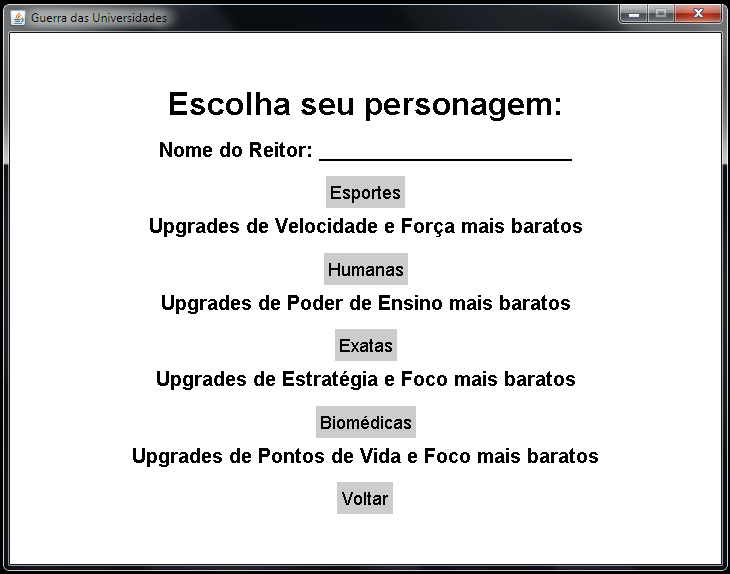 Guerra das Universidades
Escolha seu personagem:
Nome do Reitor: _______________________
Esportes
Upgrades de Velocidade e Força mais baratos
Humanas
Upgrades de Poder de Ensino mais baratos
Exatas
Upgrades de Estratégia e Foco mais baratos
Biomédicas
Upgrades de Pontos de Vida e Foco mais baratos
Voltar